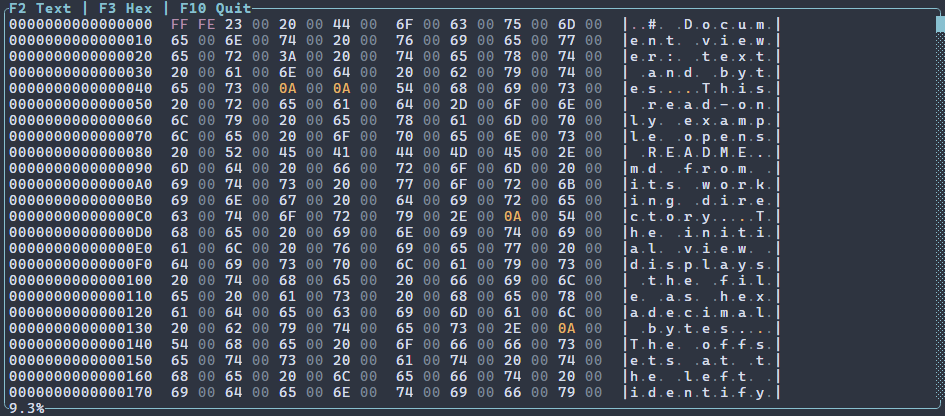 F2 Text | F3 Hex | F10 Quit
0000000000000000  FF FE 23 00 20 00 44 00  6F 00 63 00 75 00 6D 00  |..#. .D.o.c.u.m.|
0000000000000010  65 00 6E 00 74 00 20 00  76 00 69 00 65 00 77 00  |e.n.t. .v.i.e.w.|
0000000000000020  65 00 72 00 3A 00 20 00  74 00 65 00 78 00 74 00  |e.r.:. .t.e.x.t.|
0000000000000030  20 00 61 00 6E 00 64 00  20 00 62 00 79 00 74 00  | .a.n.d. .b.y.t.|
0000000000000040  65 00 73 00 0A 00 0A 00  54 00 68 00 69 00 73 00  |e.s.....T.h.i.s.|
0000000000000050  20 00 72 00 65 00 61 00  64 00 2D 00 6F 00 6E 00  | .r.e.a.d.-.o.n.|
0000000000000060  6C 00 79 00 20 00 65 00  78 00 61 00 6D 00 70 00  |l.y. .e.x.a.m.p.|
0000000000000070  6C 00 65 00 20 00 6F 00  70 00 65 00 6E 00 73 00  |l.e. .o.p.e.n.s.|
0000000000000080  20 00 52 00 45 00 41 00  44 00 4D 00 45 00 2E 00  | .R.E.A.D.M.E...|
0000000000000090  6D 00 64 00 20 00 66 00  72 00 6F 00 6D 00 20 00  |m.d. .f.r.o.m. .|
00000000000000A0  69 00 74 00 73 00 20 00  77 00 6F 00 72 00 6B 00  |i.t.s. .w.o.r.k.|
00000000000000B0  69 00 6E 00 67 00 20 00  64 00 69 00 72 00 65 00  |i.n.g. .d.i.r.e.|
00000000000000C0  63 00 74 00 6F 00 72 00  79 00 2E 00 0A 00 54 00  |c.t.o.r.y.....T.|
00000000000000D0  68 00 65 00 20 00 69 00  6E 00 69 00 74 00 69 00  |h.e. .i.n.i.t.i.|
00000000000000E0  61 00 6C 00 20 00 76 00  69 00 65 00 77 00 20 00  |a.l. .v.i.e.w. .|
00000000000000F0  64 00 69 00 73 00 70 00  6C 00 61 00 79 00 73 00  |d.i.s.p.l.a.y.s.|
0000000000000100  20 00 74 00 68 00 65 00  20 00 66 00 69 00 6C 00  | .t.h.e. .f.i.l.|
0000000000000110  65 00 20 00 61 00 73 00  20 00 68 00 65 00 78 00  |e. .a.s. .h.e.x.|
0000000000000120  61 00 64 00 65 00 63 00  69 00 6D 00 61 00 6C 00  |a.d.e.c.i.m.a.l.|
0000000000000130  20 00 62 00 79 00 74 00  65 00 73 00 2E 00 0A 00  | .b.y.t.e.s.....|
0000000000000140  54 00 68 00 65 00 20 00  6F 00 66 00 66 00 73 00  |T.h.e. .o.f.f.s.|
0000000000000150  65 00 74 00 73 00 20 00  61 00 74 00 20 00 74 00  |e.t.s. .a.t. .t.|
0000000000000160  68 00 65 00 20 00 6C 00  65 00 66 00 74 00 20 00  |h.e. .l.e.f.t. .|
0000000000000170  69 00 64 00 65 00 6E 00  74 00 69 00 66 00 79 00  |i.d.e.n.t.i.f.y.|
9.3%